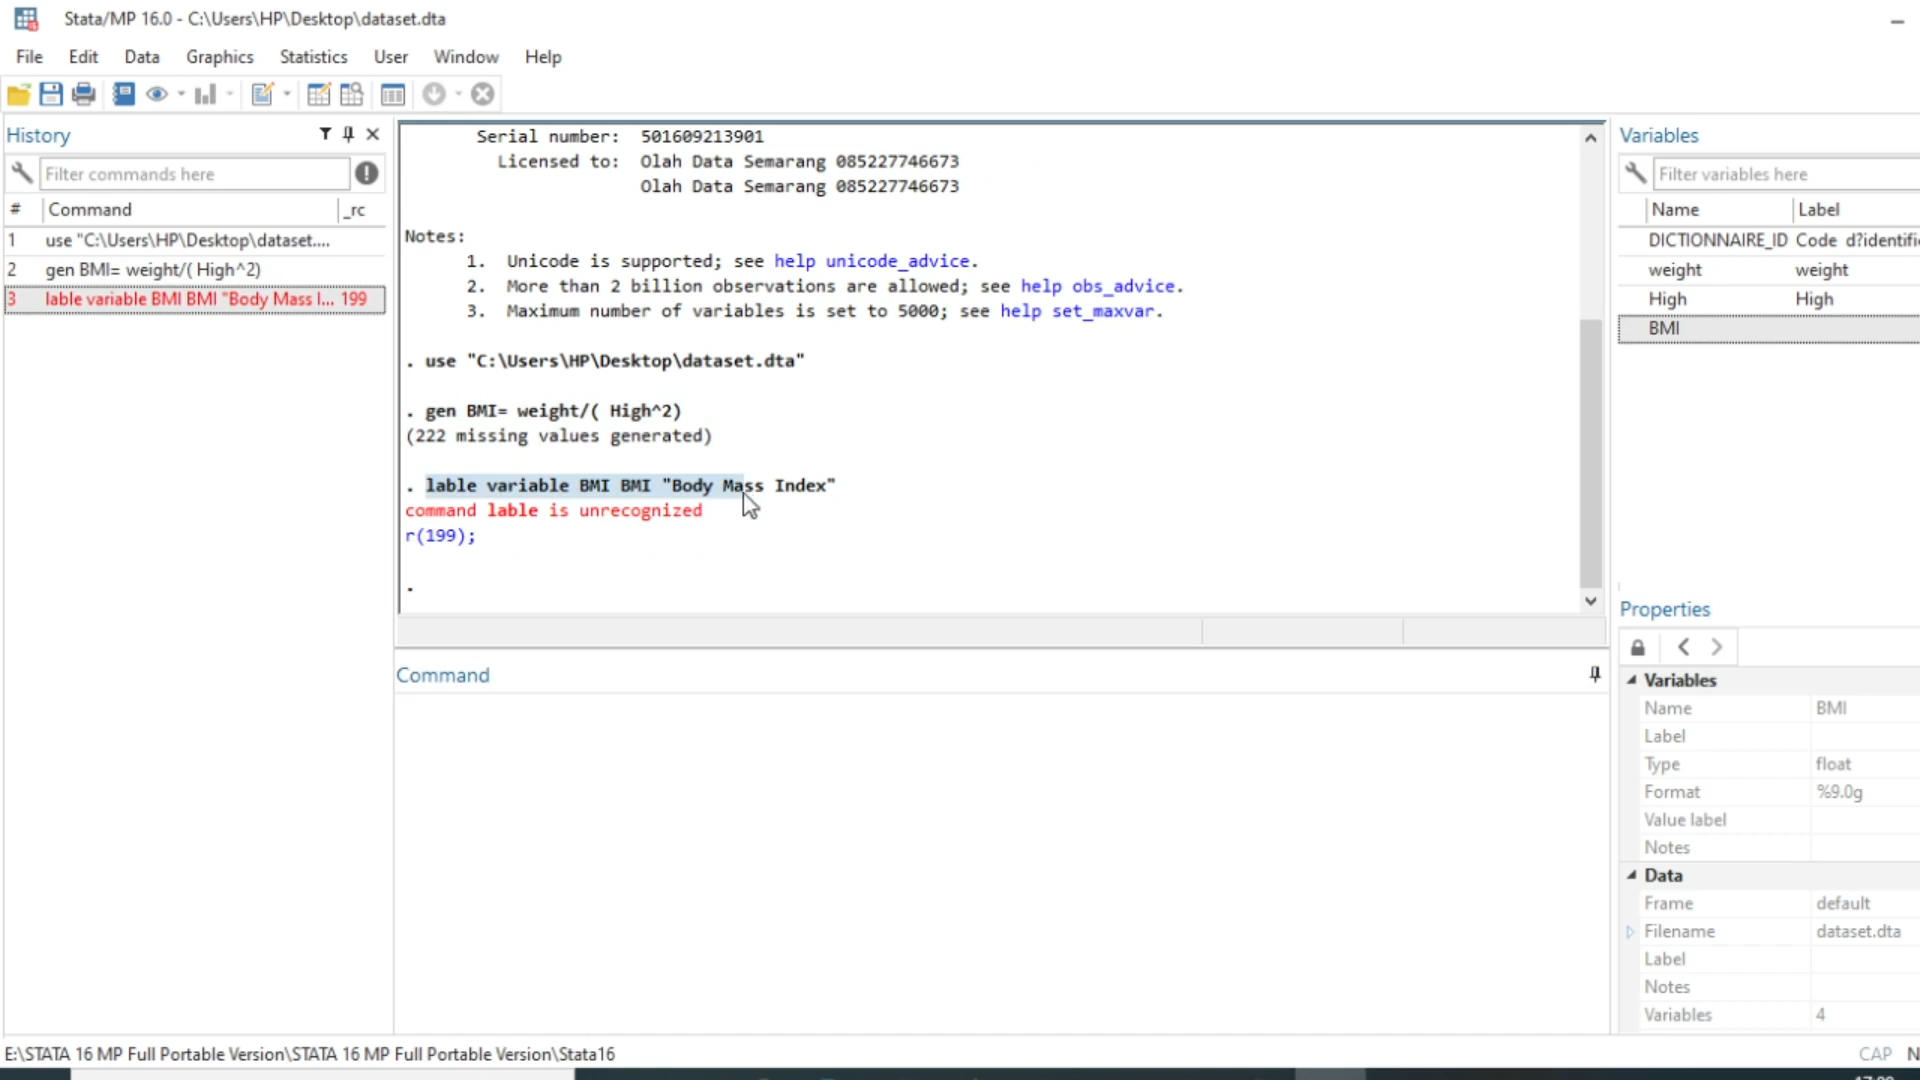 Stata/MP 16.0 - C:\Users\HP\Desktop\dataset.dta
File Edit Data Graphics Statistics User Window Help
History
Filter commands here
# Command _rc
1 use "C:\Users\HP\Desktop\dataset....
2 gen BMI= weight/( High^2)
3 lable variable BMI BMI "Body Mass I... 199
Serial number: 501609213901
Licensed to: Olah Data Semarang 085227746673
Olah Data Semarang 085227746673
Notes:
1. Unicode is supported; see help unicode_advice.
2. More than 2 billion observations are allowed; see help obs_advice.
3. Maximum number of variables is set to 5000; see help set_maxvar.
. use "C:\Users\HP\Desktop\dataset.dta"
. gen BMI= weight/( High^2)
(222 missing values generated)
. lable variable BMI BMI "Body Mass Index"
command lable is unrecognized
r(199);
.
Command
Variables
Filter variables here
Name Label
DICTIONNAIRE_ID Code d?identifi
weight weight
High High
BMI
Properties
Variables
Name BMI
Label
Type float
Format %9.0g
Value label
Notes
Data
Frame default
Filename dataset.dta
Label
Notes
Variables 4
E:\STATA 16 MP Full Portable Version\STATA 16 MP Full Portable Version\Stata16
CAP N